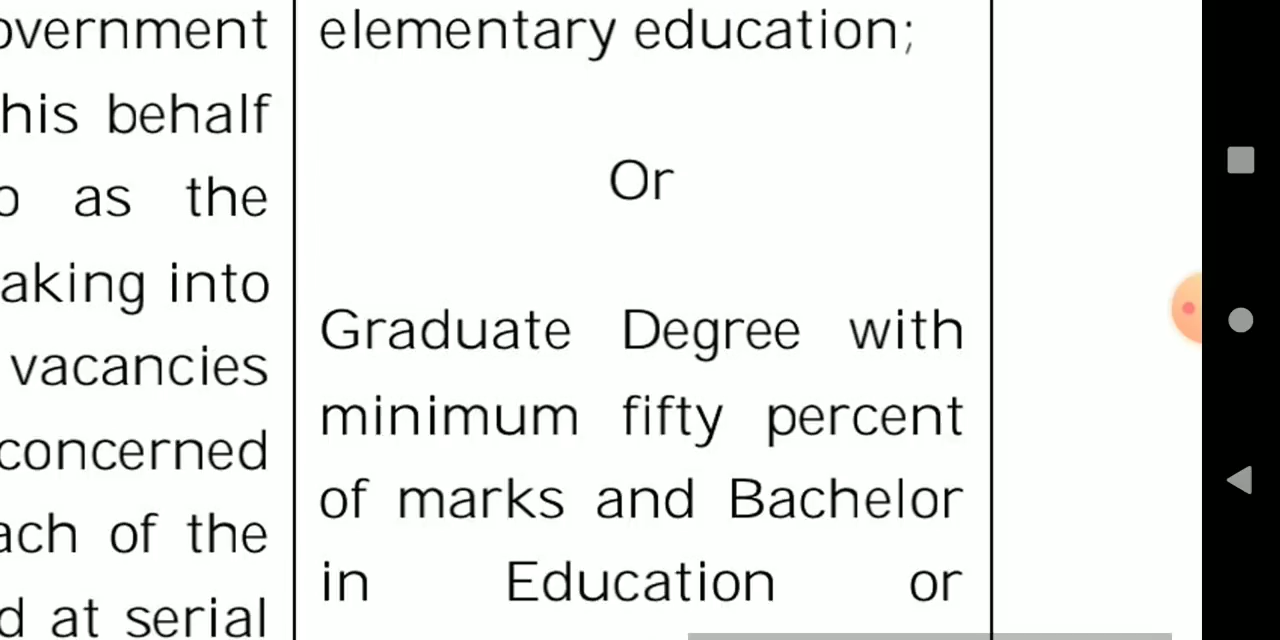 overnment
his behalf
as the
aking into
vacancies
concerned
ach of the
d at serial
elementary education;
Or
Graduate Degree with
minimum fifty percent
of marks and Bachelor
in Education or